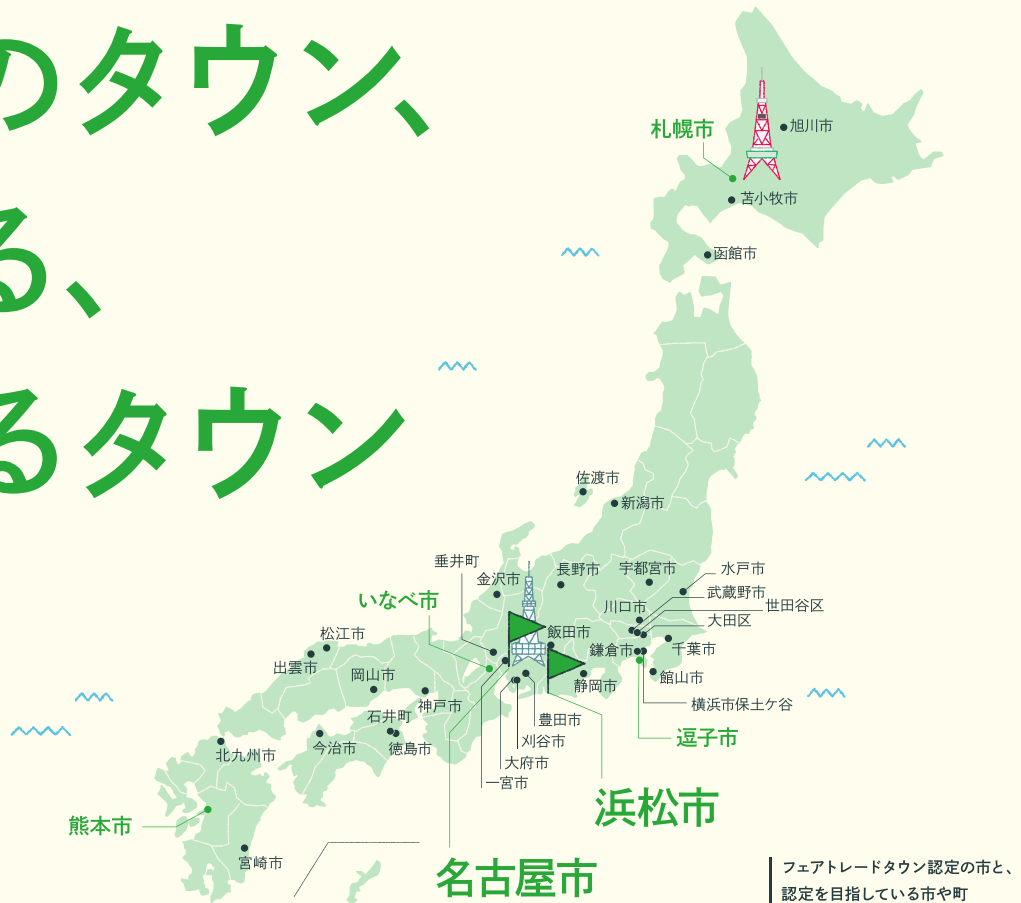 のタウン、
る、
るタウン
札幌市
旭川市
苫小牧市
函館市
佐渡市
新潟市
垂井町
金沢市
長野市
宇都宮市
水戸市
いなべ市
川口市
武蔵野市
世田谷区
大田区
松江市
飯田市
鎌倉市
千葉市
出雲市
岡山市
静岡市
館山市
神戸市
横浜市保土ケ谷
石井町
豊田市
逗子市
北九州市
今治市
徳島市
刈谷市
大府市
一宮市
浜松市
熊本市
宮崎市
名古屋市
フェアトレードタウン認定の市と、
認定を目指している市や町